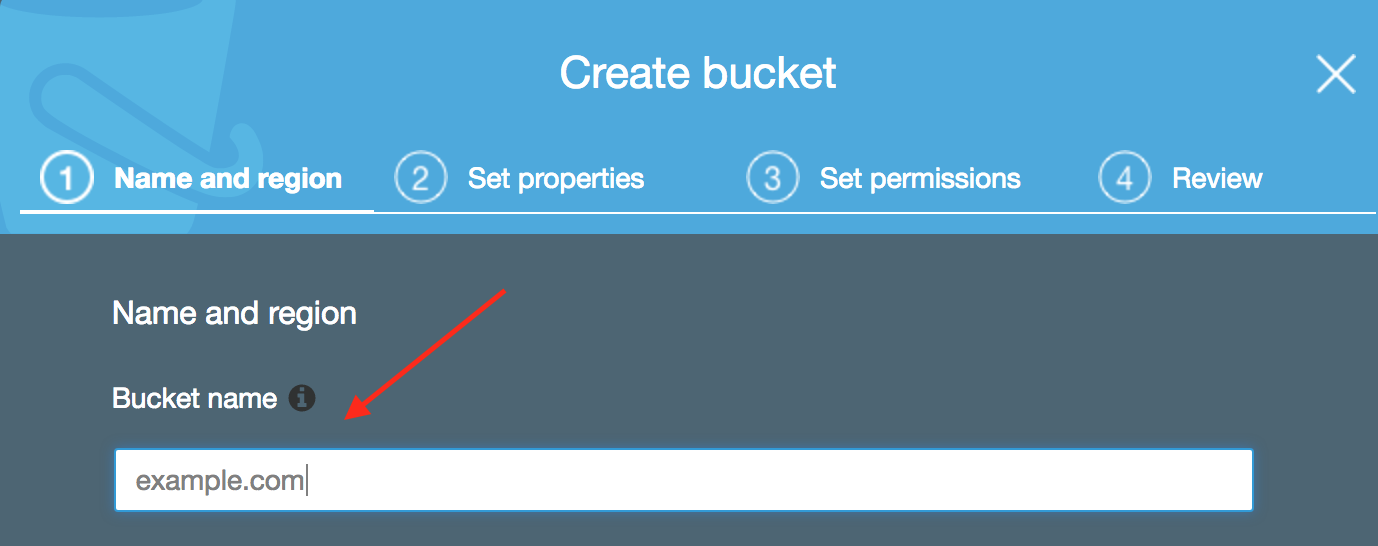 Create bucket
1 Name and region 2 Set properties 3 Set permissions 4 Review
Name and region
Bucket name
example.com